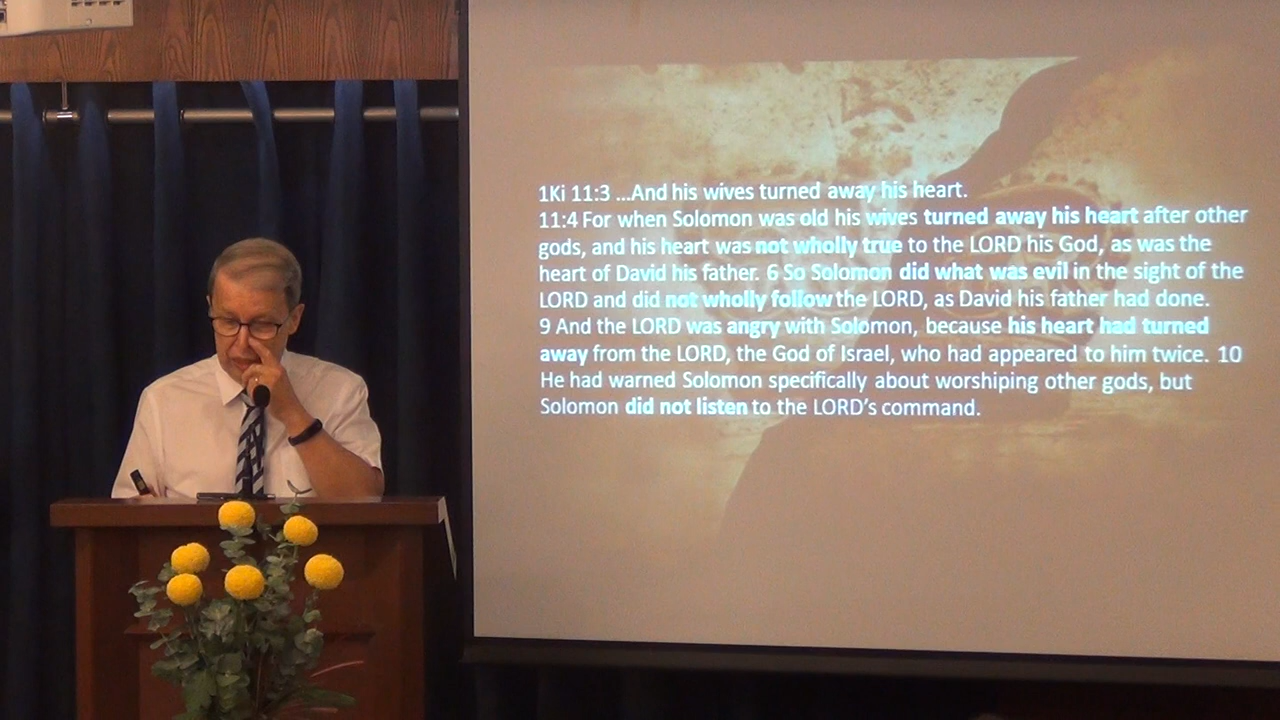 1Ki 11:3 ...And his wives turned away his heart.
11:4 For when Solomon was old his wives turned away his heart after other
gods, and his heart was not wholly true to the LORD his God, as was the
heart of David his father. 6 So Solomon did what was evil in the sight of the
LORD and did not wholly follow the LORD, as David his father had done.
9 And the LORD was angry with Solomon, because his heart had turned
away from the LORD, the God of Israel, who had appeared to him twice. 10
He had warned Solomon specifically about worshiping other gods, but
Solomon did not listen to the LORD's command.